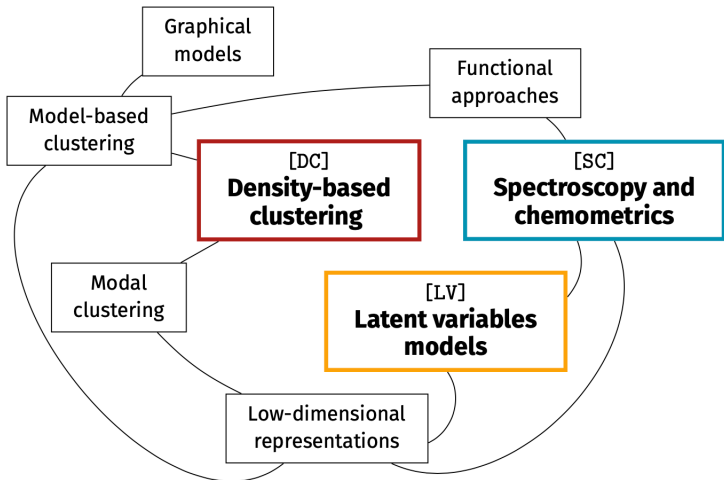 Graphical
models
Functional
approaches
Model-based
clustering
[DC]
Density-based
clustering
[SC]
Spectroscopy and
chemometrics
Modal
clustering
[LV]
Latent variables
models
Low-dimensional
representations